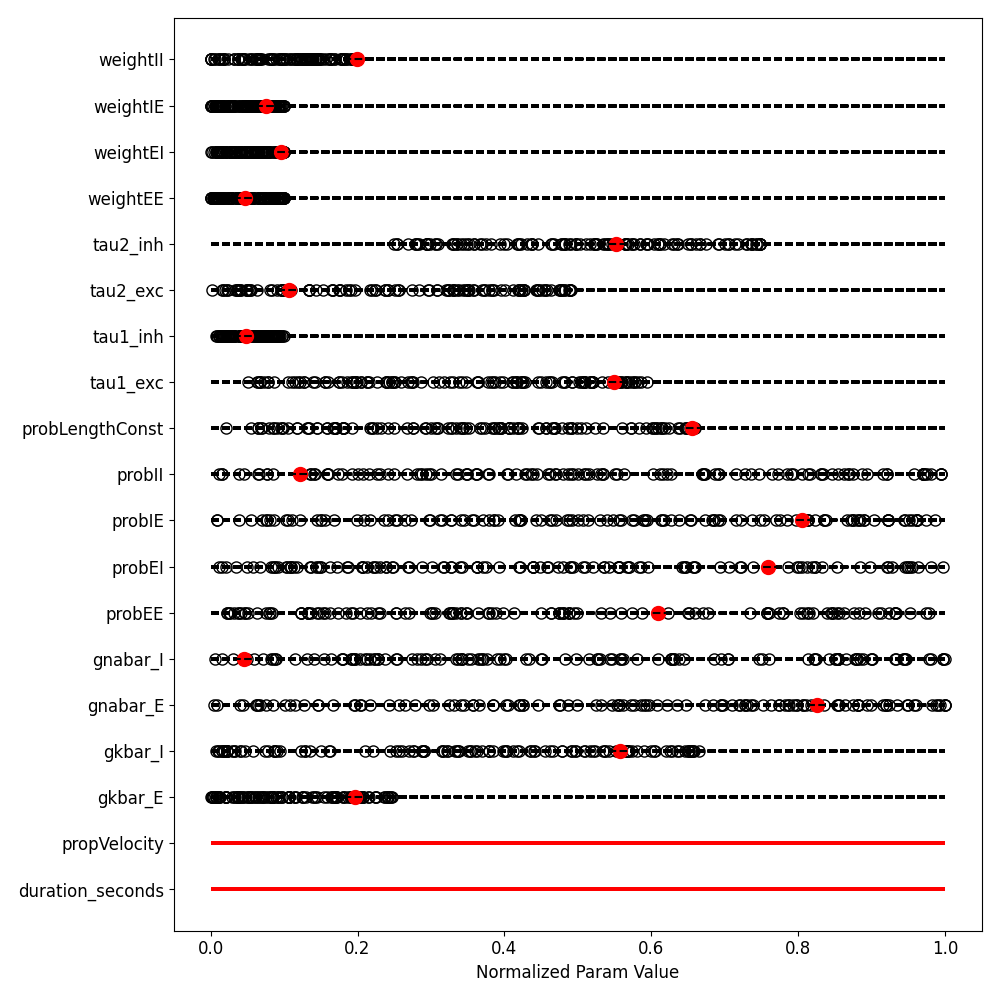 weightII
weightIE
weightEI
weightEE
tau2_inh
tau2_exc
tau1_inh
tau1_exc
probLengthConst
probII
probIE
probEI
probEE
gnabar_I
gnabar_E
gkbar_I
gkbar_E
propVelocity
duration_seconds
0.0 0.2 0.4 0.6 0.8 1.0
Normalized Param Value